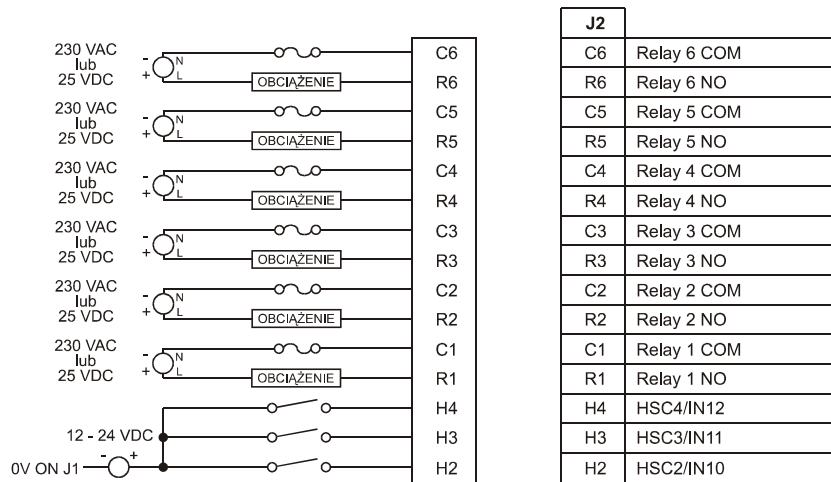 230 VAC
lub
25 VDC
- N
+ L
OBCIĄŻENIE
C6
R6
230 VAC
lub
25 VDC
- N
+ L
OBCIĄŻENIE
C5
R5
230 VAC
lub
25 VDC
- N
+ L
OBCIĄŻENIE
C4
R4
230 VAC
lub
25 VDC
- N
+ L
OBCIĄŻENIE
C3
R3
230 VAC
lub
25 VDC
- N
+ L
OBCIĄŻENIE
C2
R2
230 VAC
lub
25 VDC
- N
+ L
OBCIĄŻENIE
C1
R1
H4
12 - 24 VDC
H3
0V ON J1 - +
H2
J2
C6 Relay 6 COM
R6 Relay 6 NO
C5 Relay 5 COM
R5 Relay 5 NO
C4 Relay 4 COM
R4 Relay 4 NO
C3 Relay 3 COM
R3 Relay 3 NO
C2 Relay 2 COM
R2 Relay 2 NO
C1 Relay 1 COM
R1 Relay 1 NO
H4 HSC4/IN12
H3 HSC3/IN11
H2 HSC2/IN10